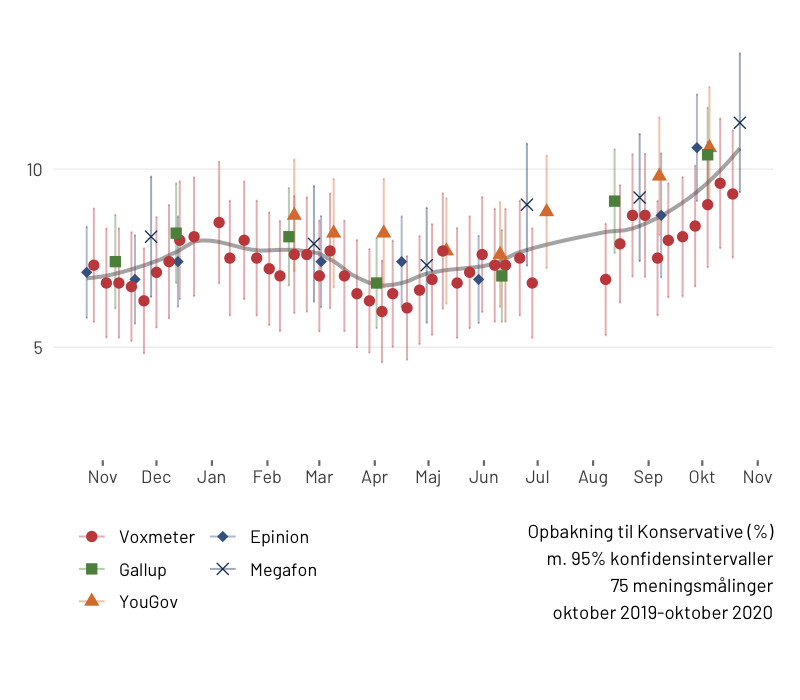 10
5
Nov Dec Jan Feb Mar Apr Maj Jun Jul Aug Sep Okt Nov
Voxmeter Epinion
Gallup Megafon
YouGov
Opbakning til Konservative (%)
m. 95% konfidensintervaller
75 meningsmålinger
oktober 2019-oktober 2020